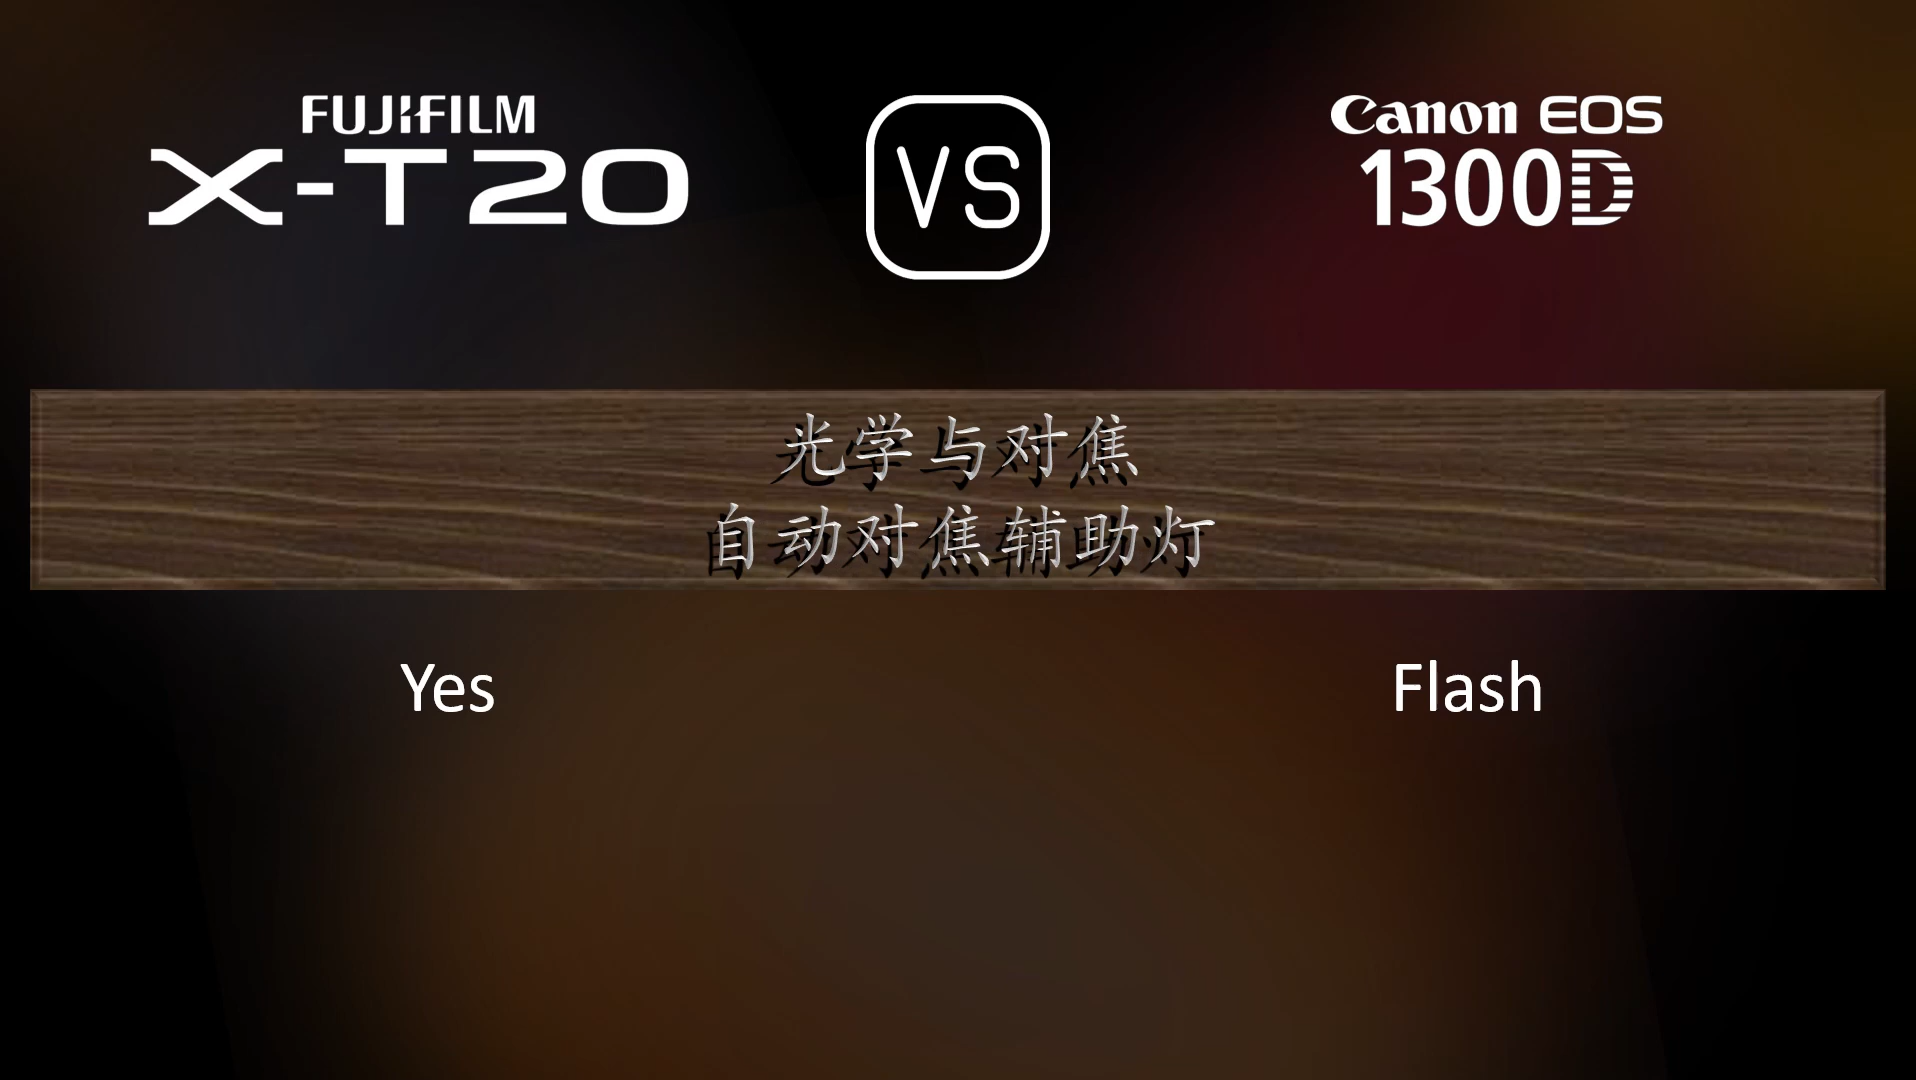 FUJIFILM
X-T20
VS
Canon EOS
1300D
光学与对焦
自动对焦辅助灯
Yes
Flash